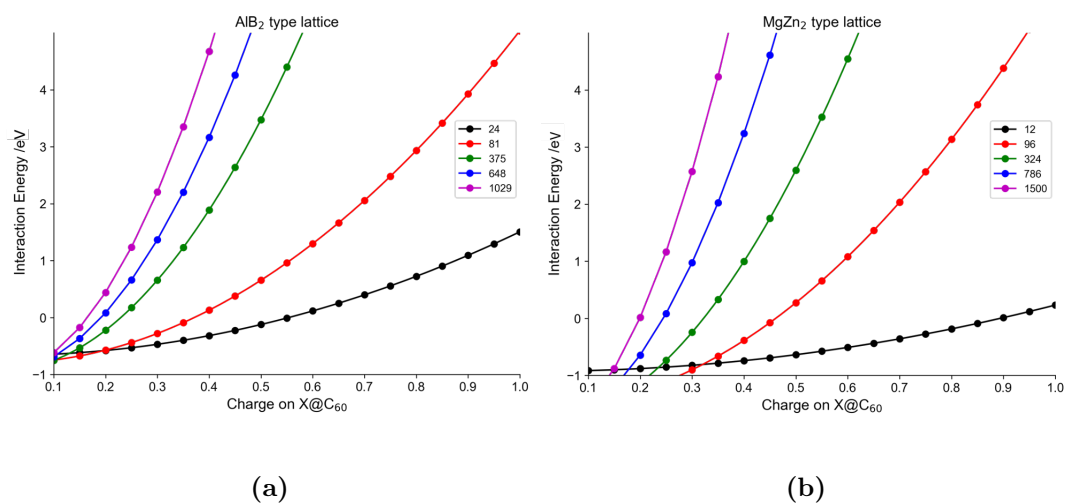 AlB₂ type lattice
Interaction Energy /eV
4
3
2
1
0
−1
0.1 0.2 0.3 0.4 0.5 0.6 0.7 0.8 0.9 1.0
Charge on X@C₆₀
24
81
375
648
1029
(a)
MgZn₂ type lattice
Interaction Energy /eV
4
3
2
1
0
−1
0.1 0.2 0.3 0.4 0.5 0.6 0.7 0.8 0.9 1.0
Charge on X@C₆₀
12
96
324
786
1500
(b)